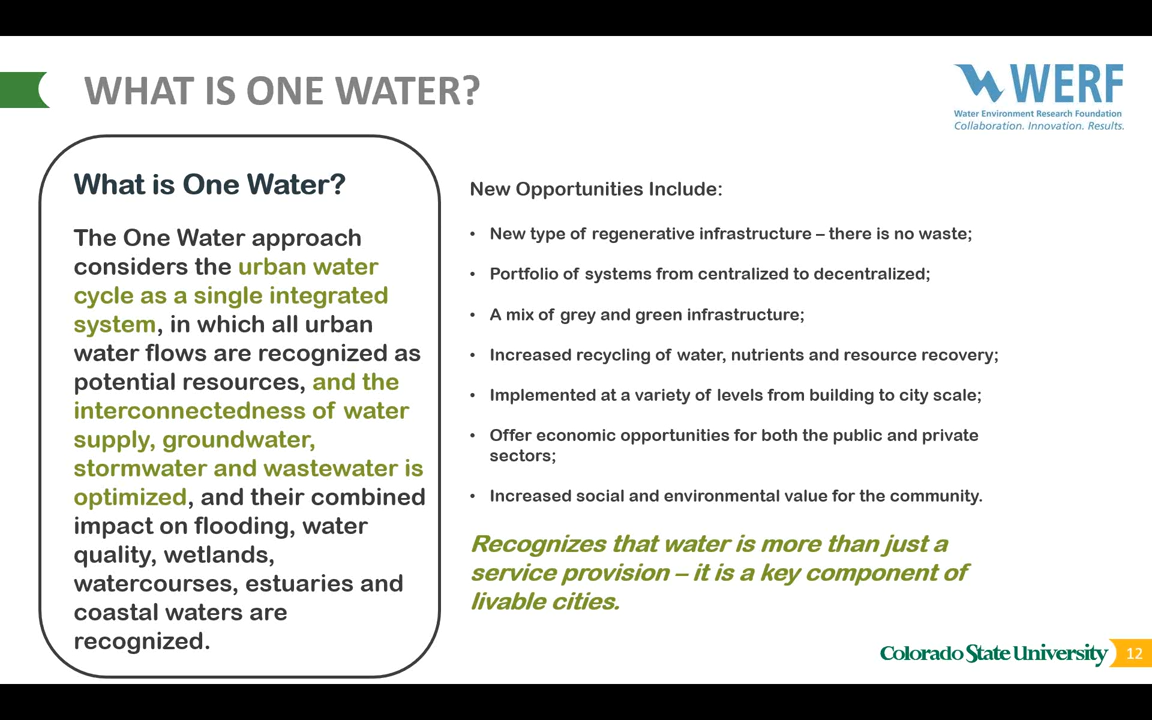 WHAT IS ONE WATER?
WERF
Water Environment Research Foundation
Collaboration. Innovation. Results.
What is One Water?
The One Water approach
considers the urban water
cycle as a single integrated
system, in which all urban
water flows are recognized as
potential resources, and the
interconnectedness of water
supply, groundwater,
stormwater and wastewater is
optimized, and their combined
impact on flooding, water
quality, wetlands,
watercourses, estuaries and
coastal waters are
recognized.
New Opportunities Include:
• New type of regenerative infrastructure – there is no waste;
• Portfolio of systems from centralized to decentralized;
• A mix of grey and green infrastructure;
• Increased recycling of water, nutrients and resource recovery;
• Implemented at a variety of levels from building to city scale;
• Offer economic opportunities for both the public and private
sectors;
• Increased social and environmental value for the community.
Recognizes that water is more than just a
service provision – it is a key component of
livable cities.
Colorado State University
12